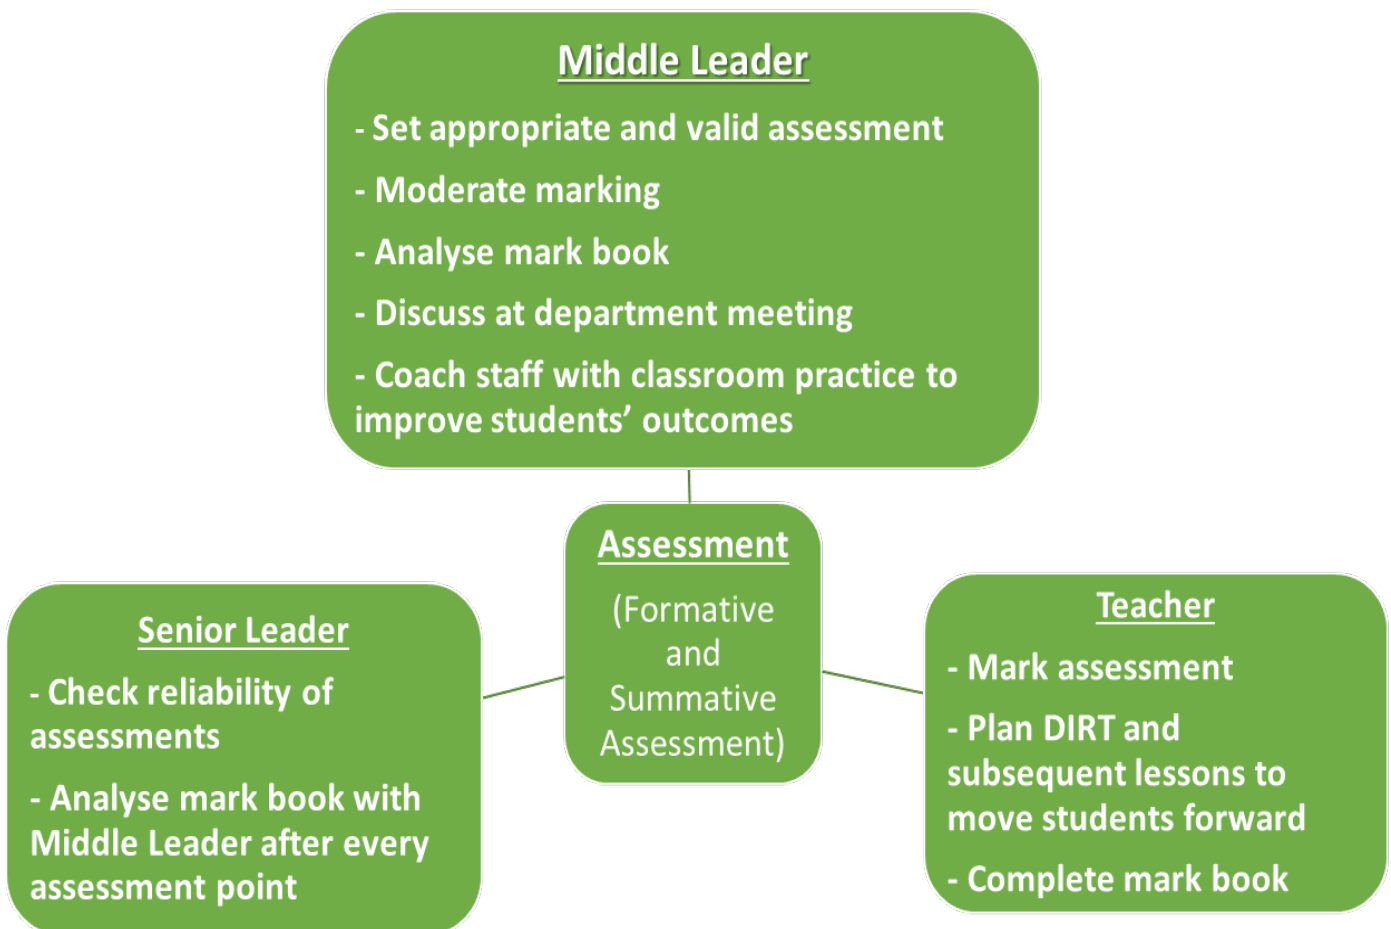 Middle Leader
- Set appropriate and valid assessment
- Moderate marking
- Analyse mark book
- Discuss at department meeting
- Coach staff with classroom practice to
improve students’ outcomes
Assessment
(Formative
and
Summative
Assessment)
Senior Leader
- Check reliability of
assessments
- Analyse mark book with
Middle Leader after every
assessment point
Teacher
- Mark assessment
- Plan DIRT and
subsequent lessons to
move students forward
- Complete mark book